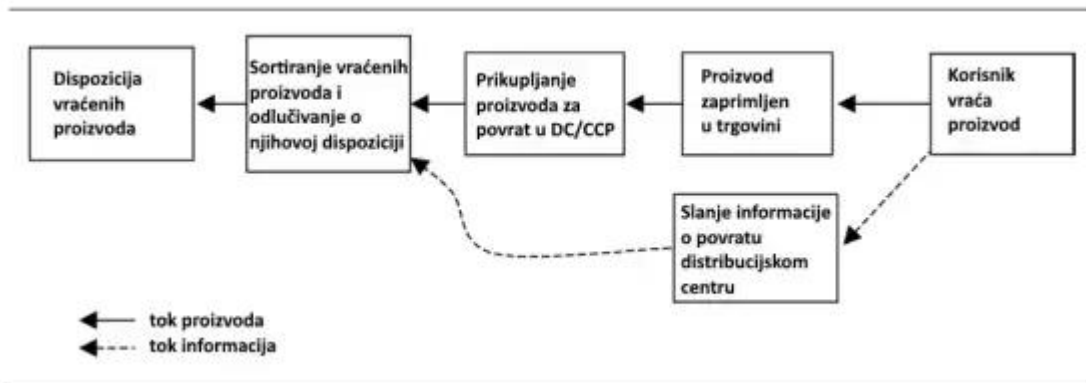 Dispozicija
vraćenih
proizvoda
Sortiranje vraćenih
proizvoda i
odlučivanje o
njihovoj dispoziciji
Prikupljanje
proizvoda za
povrat u DC/CCP
Proizvod
zaprimljen
u trgovini
Korisnik
vraća
proizvod
Slanje informacije
o povratu
distribucijskom
centru
tok proizvoda
tok informacija